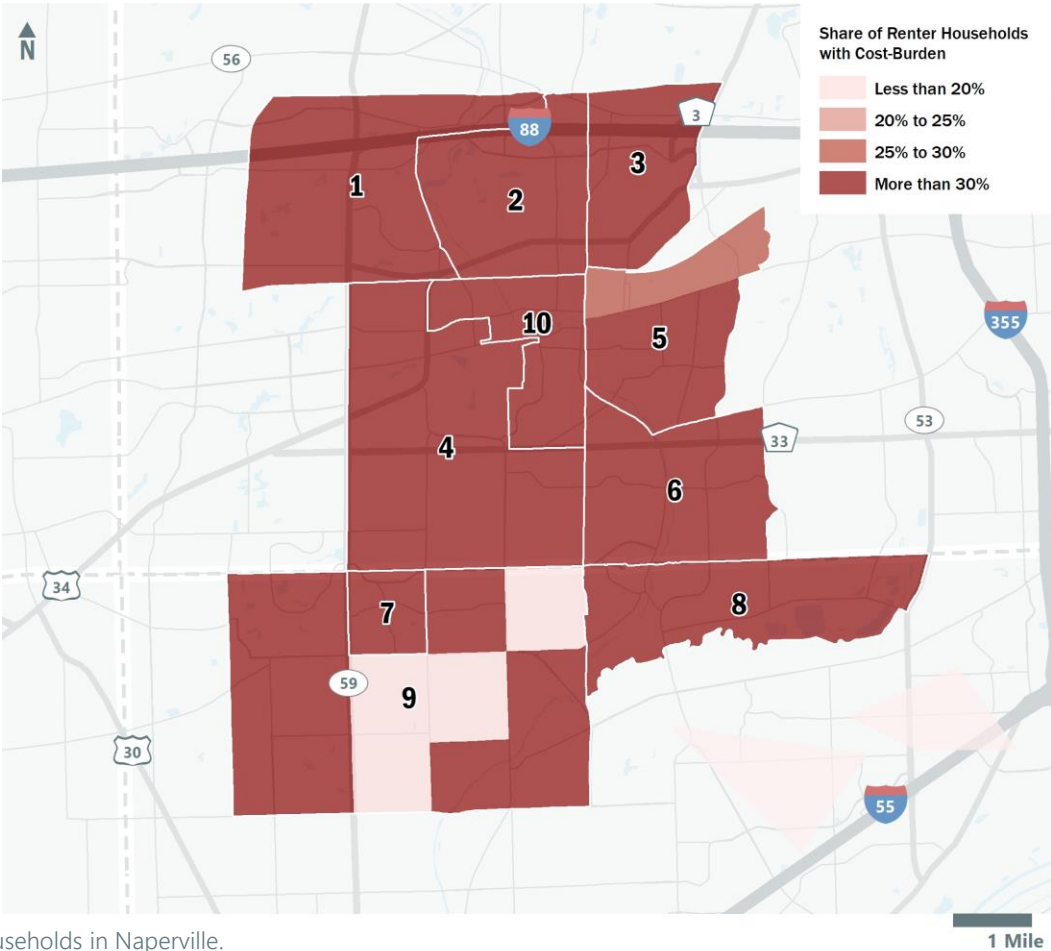 N
56
Share of Renter Households
with Cost-Burden
Less than 20%
20% to 25%
25% to 30%
More than 30%
88
3
3
1
2
10
5
355
4
53
33
6
34
7
8
59
9
30
55
1 Mile
useholds in Naperville.